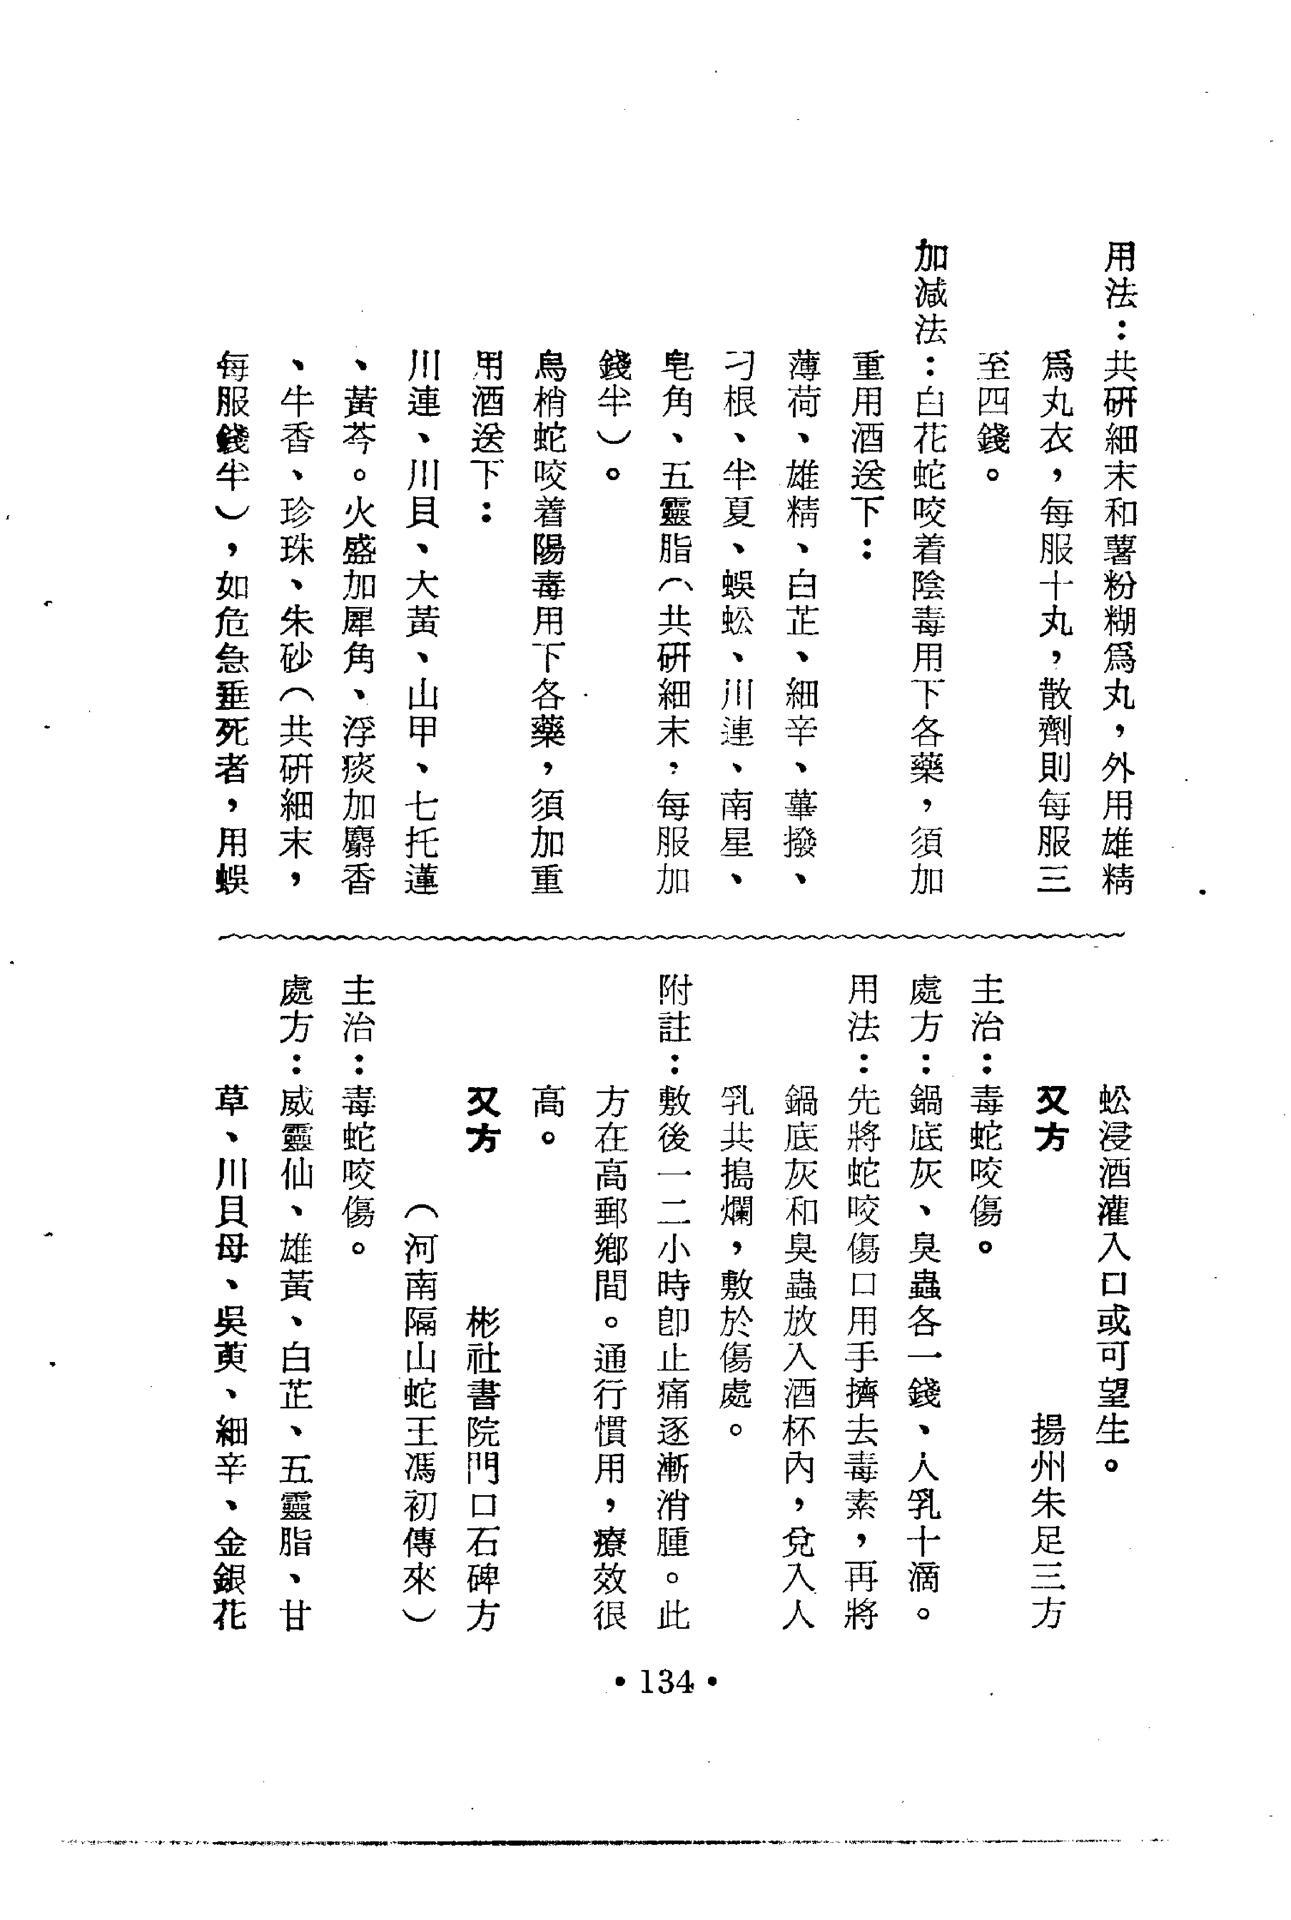 用法：共研細末和薯粉糊爲丸，外用雄精
爲丸衣，每服十丸，散劑則每服三
至四錢。
加減法：白花蛇咬着陰毒用下各藥，須加
重用酒送下：
薄荷、雄精、白芷、細辛、蓽撥、
刁根、半夏、蜈蚣、川連、南星、
皂角、五靈脂（共研細末，每服加
錢半）。
烏梢蛇咬着陽毒用下各藥，須加重
用酒送下：
川連、川貝、大黃、山甲、七托蓮
、黃芩。火盛加犀角、浮痰加麝香
、牛香、珍珠、朱砂（共研細末，
每服錢半），如危急垂死者，用蜈
蚣浸酒灌入口或可望生。
又方　揚州朱足三方
主治：毒蛇咬傷。
處方：鍋底灰、臭蟲各一錢、人乳十滴。
用法：先將蛇咬傷口用手擠去毒素，再將
鍋底灰和臭蟲放入酒杯內，兌入人
乳共搗爛，敷於傷處。
附註：敷後一二小時卽止痛逐漸消腫。此
方在高郵鄉間。通行慣用，療效很
高。
又方　彬社書院門口石碑方
（河南隔山蛇王馮初傳來）
主治：毒蛇咬傷。
處方：威靈仙、雄黃、白芷、五靈脂、甘
草、川貝母、吳萸、細辛、金銀花
•134•